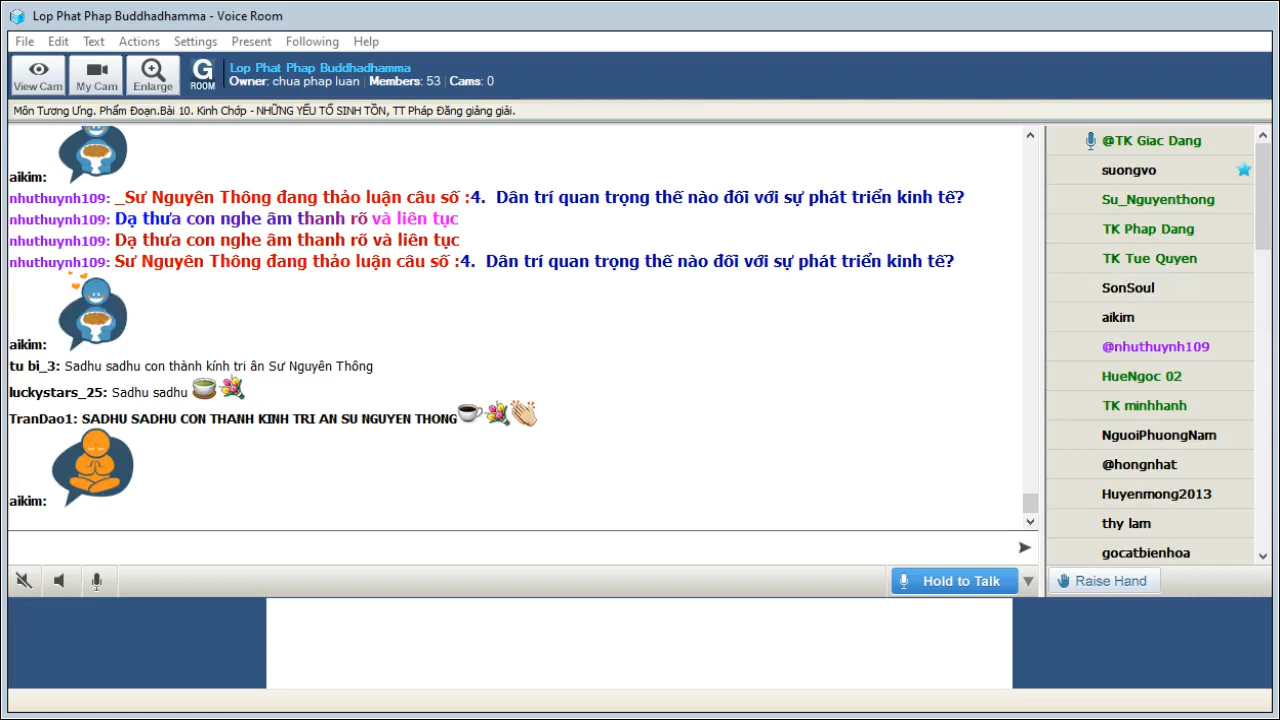 Lop Phat Phap Buddhadhamma - Voice Room
File Edit Text Actions Settings Present Following Help
View Cam My Cam Enlarge G ROOM
Lop Phat Phap Buddhadhamma
Owner: chua phap luan | Members: 53 | Cams: 0
Môn Tương Ưng. Phẩm Đoạn.Bài 10. Kinh Chớp - NHỮNG YẾU TỐ SINH TỒN, TT Pháp Đăng giảng giải.
aikim:
nhuthuynh109: _Sư Nguyên Thông đang thảo luận câu số :4. Dân trí quan trọng thế nào đối với sự phát triển kinh tế?
nhuthuynh109: Dạ thưa con nghe âm thanh rõ và liên tục
nhuthuynh109: Dạ thưa con nghe âm thanh rõ và liên tục
nhuthuynh109: Sư Nguyên Thông đang thảo luận câu số :4. Dân trí quan trọng thế nào đối với sự phát triển kinh tế?
aikim:
tu bi_3: Sadhu sadhu con thành kính tri ân Sư Nguyên Thông
luckystars_25: Sadhu sadhu
TranDao1: SADHU SADHU CON THANH KINH TRI AN SU NGUYEN THONG
aikim:
@TK Giac Dang
suongvo
Su_Nguyenthong
TK Phap Dang
TK Tue Quyen
SonSoul
aikim
@nhuthuynh109
HueNgoc 02
TK minhhanh
NguoiPhuongNam
@hongnhat
Huyenmong2013
thy lam
gocatbienhoa
Hold to Talk
Raise Hand